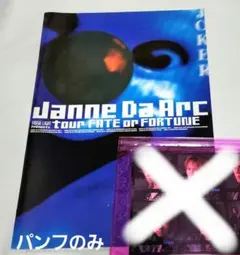 JOKER
Janne Da Arc
tour FATE or FORTUNE
パンフのみ